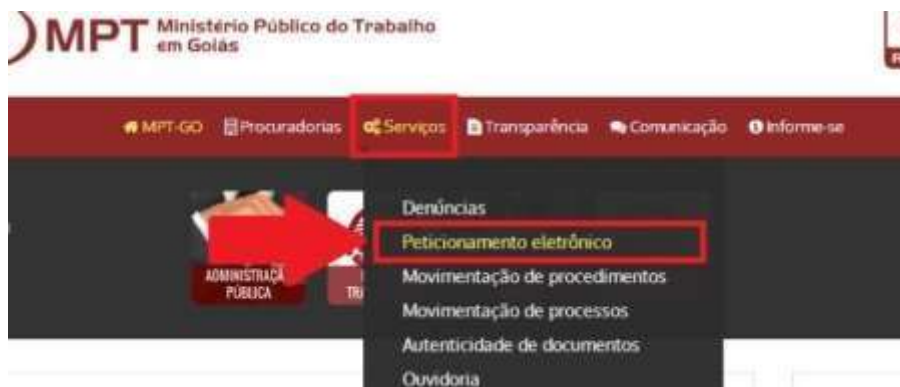 MPT Ministério Público do Trabalho
em Goiás
MPT-GO Procuradorias Serviços Transparência Comunicação Informe-se
Denúncias
Peticionamento eletrônico
Movimentação de procedimentos
Movimentação de processos
Autenticidade de documentos
Ouvidoria
ADMINISTRAÇÃ
PÚBLICA